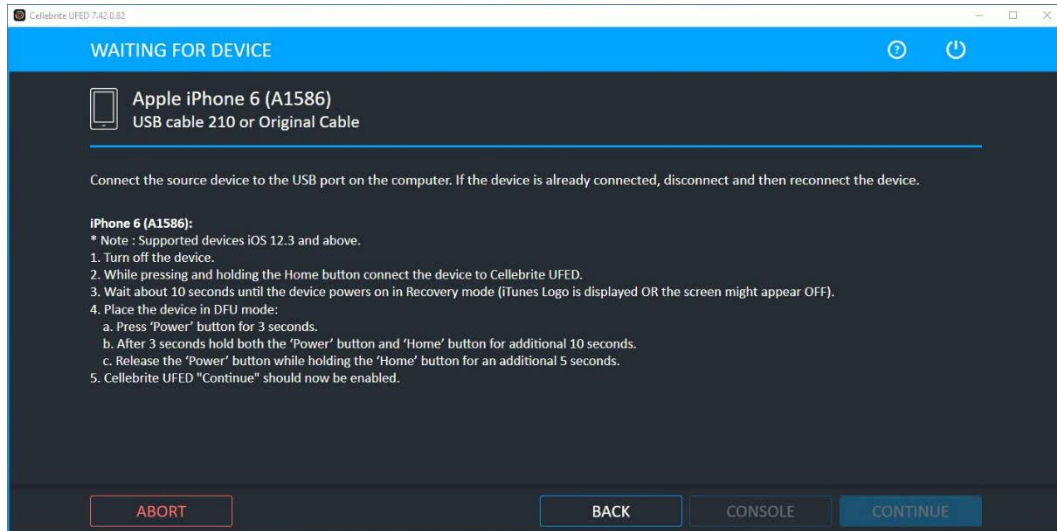 Cellebrite UFED 7.42.0.82
WAITING FOR DEVICE
Apple iPhone 6 (A1586)
USB cable 210 or Original Cable
Connect the source device to the USB port on the computer. If the device is already connected, disconnect and then reconnect the device.
iPhone 6 (A1586):
* Note : Supported devices iOS 12.3 and above.
1. Turn off the device.
2. While pressing and holding the Home button connect the device to Cellebrite UFED.
3. Wait about 10 seconds until the device powers on in Recovery mode (iTunes Logo is displayed OR the screen might appear OFF).
4. Place the device in DFU mode:
a. Press ‘Power’ button for 3 seconds.
b. After 3 seconds hold both the ‘Power’ button and ‘Home’ button for additional 10 seconds.
c. Release the ‘Power’ button while holding the ‘Home’ button for an additional 5 seconds.
5. Cellebrite UFED "Continue" should now be enabled.
ABORT BACK CONSOLE CONTINUE